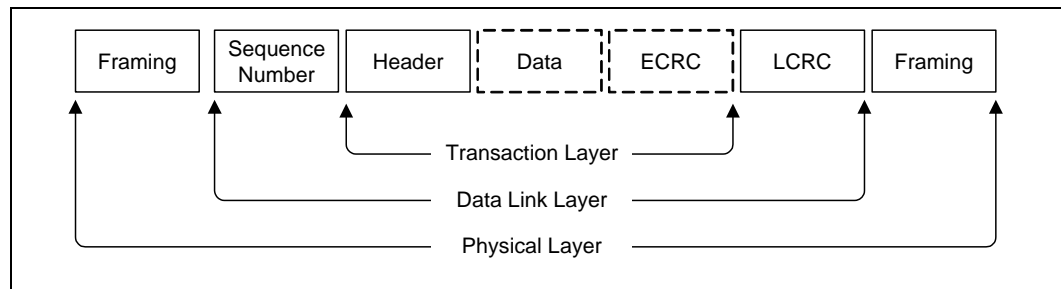 Framing
Sequence
Number
Header
Data
ECRC
LCRC
Framing
Transaction Layer
Data Link Layer
Physical Layer